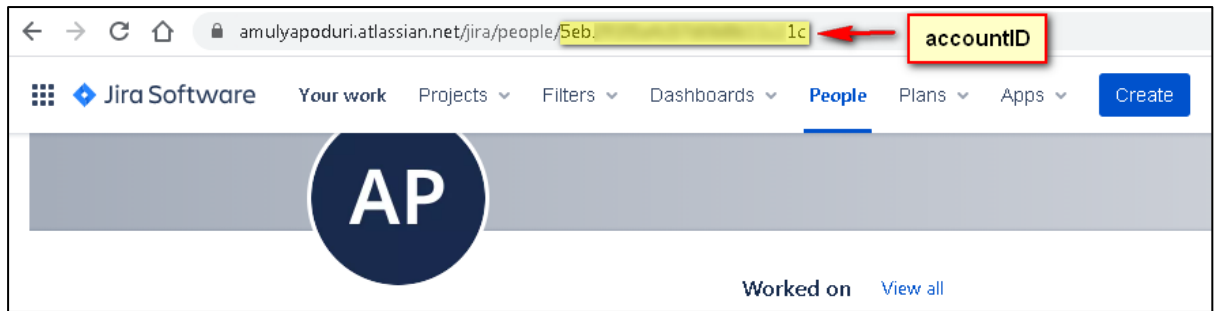 amulyapoduri.atlassian.net/jira/people/5eb. 1c
accountID
Jira Software Your work Projects Filters Dashboards People Plans Apps Create
AP
Worked on View all